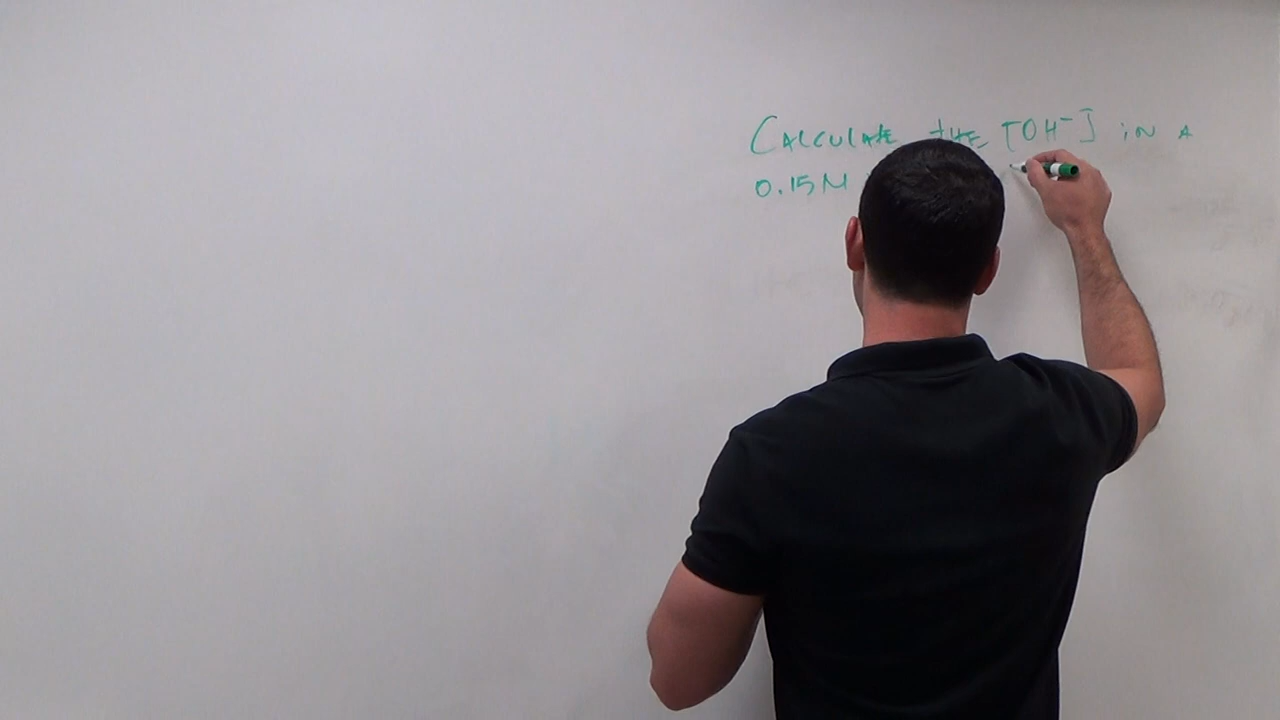 CALCULATE THE [OH⁻] iN A
0.15M